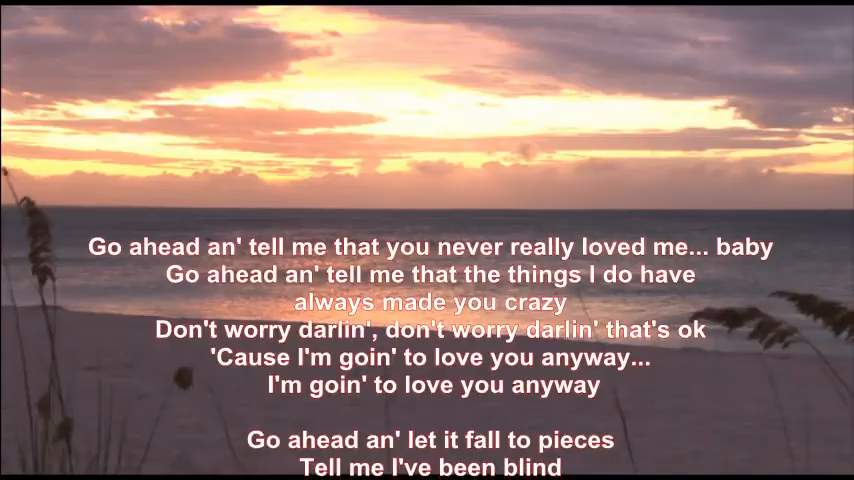 Go ahead an' tell me that you never really loved me... baby
Go ahead an' tell me that the things I do have
always made you crazy
Don't worry darlin', don't worry darlin' that's ok
'Cause I'm goin' to love you anyway...
I'm goin' to love you anyway
Go ahead an' let it fall to pieces
Tell me I've been blind